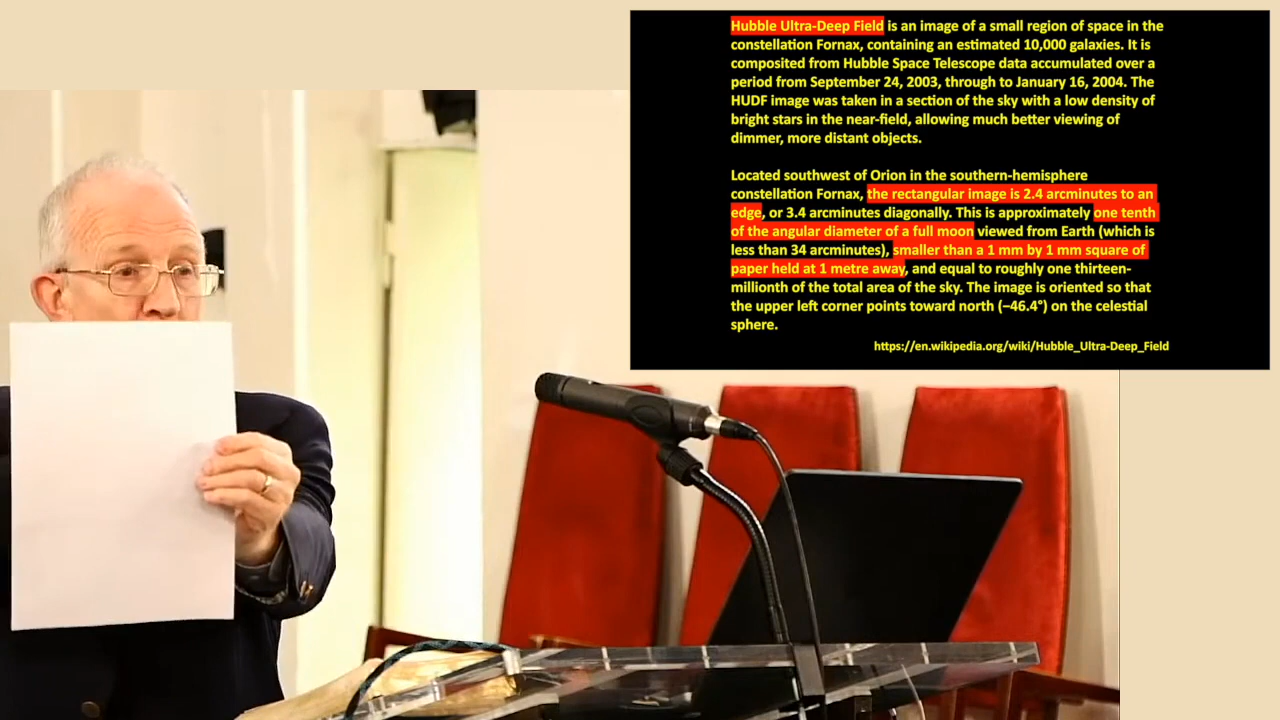 Hubble Ultra-Deep Field is an image of a small region of space in the
constellation Fornax, containing an estimated 10,000 galaxies. It is
composited from Hubble Space Telescope data accumulated over a
period from September 24, 2003, through to January 16, 2004. The
HUDF image was taken in a section of the sky with a low density of
bright stars in the near-field, allowing much better viewing of
dimmer, more distant objects.
Located southwest of Orion in the southern-hemisphere
constellation Fornax, the rectangular image is 2.4 arcminutes to an
edge, or 3.4 arcminutes diagonally. This is approximately one tenth
of the angular diameter of a full moon viewed from Earth (which is
less than 34 arcminutes), smaller than a 1 mm by 1 mm square of
paper held at 1 metre away, and equal to roughly one thirteen-
millionth of the total area of the sky. The image is oriented so that
the upper left corner points toward north (−46.4°) on the celestial
sphere.
https://en.wikipedia.org/wiki/Hubble_Ultra-Deep_Field